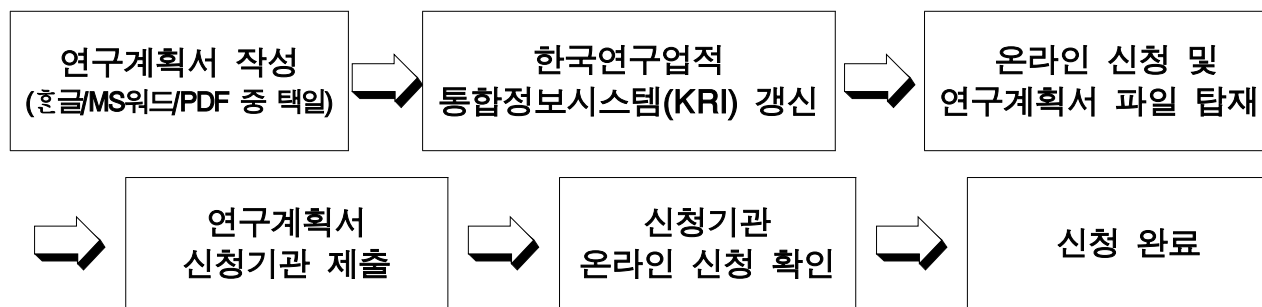 연구계획서 작성
(ᄒᆞᆫ글/MS워드/PDF 중 택일)
한국연구업적
통합정보시스템(KRI) 갱신
온라인 신청 및
연구계획서 파일 탑재
연구계획서
신청기관 제출
신청기관
온라인 신청 확인
신청 완료